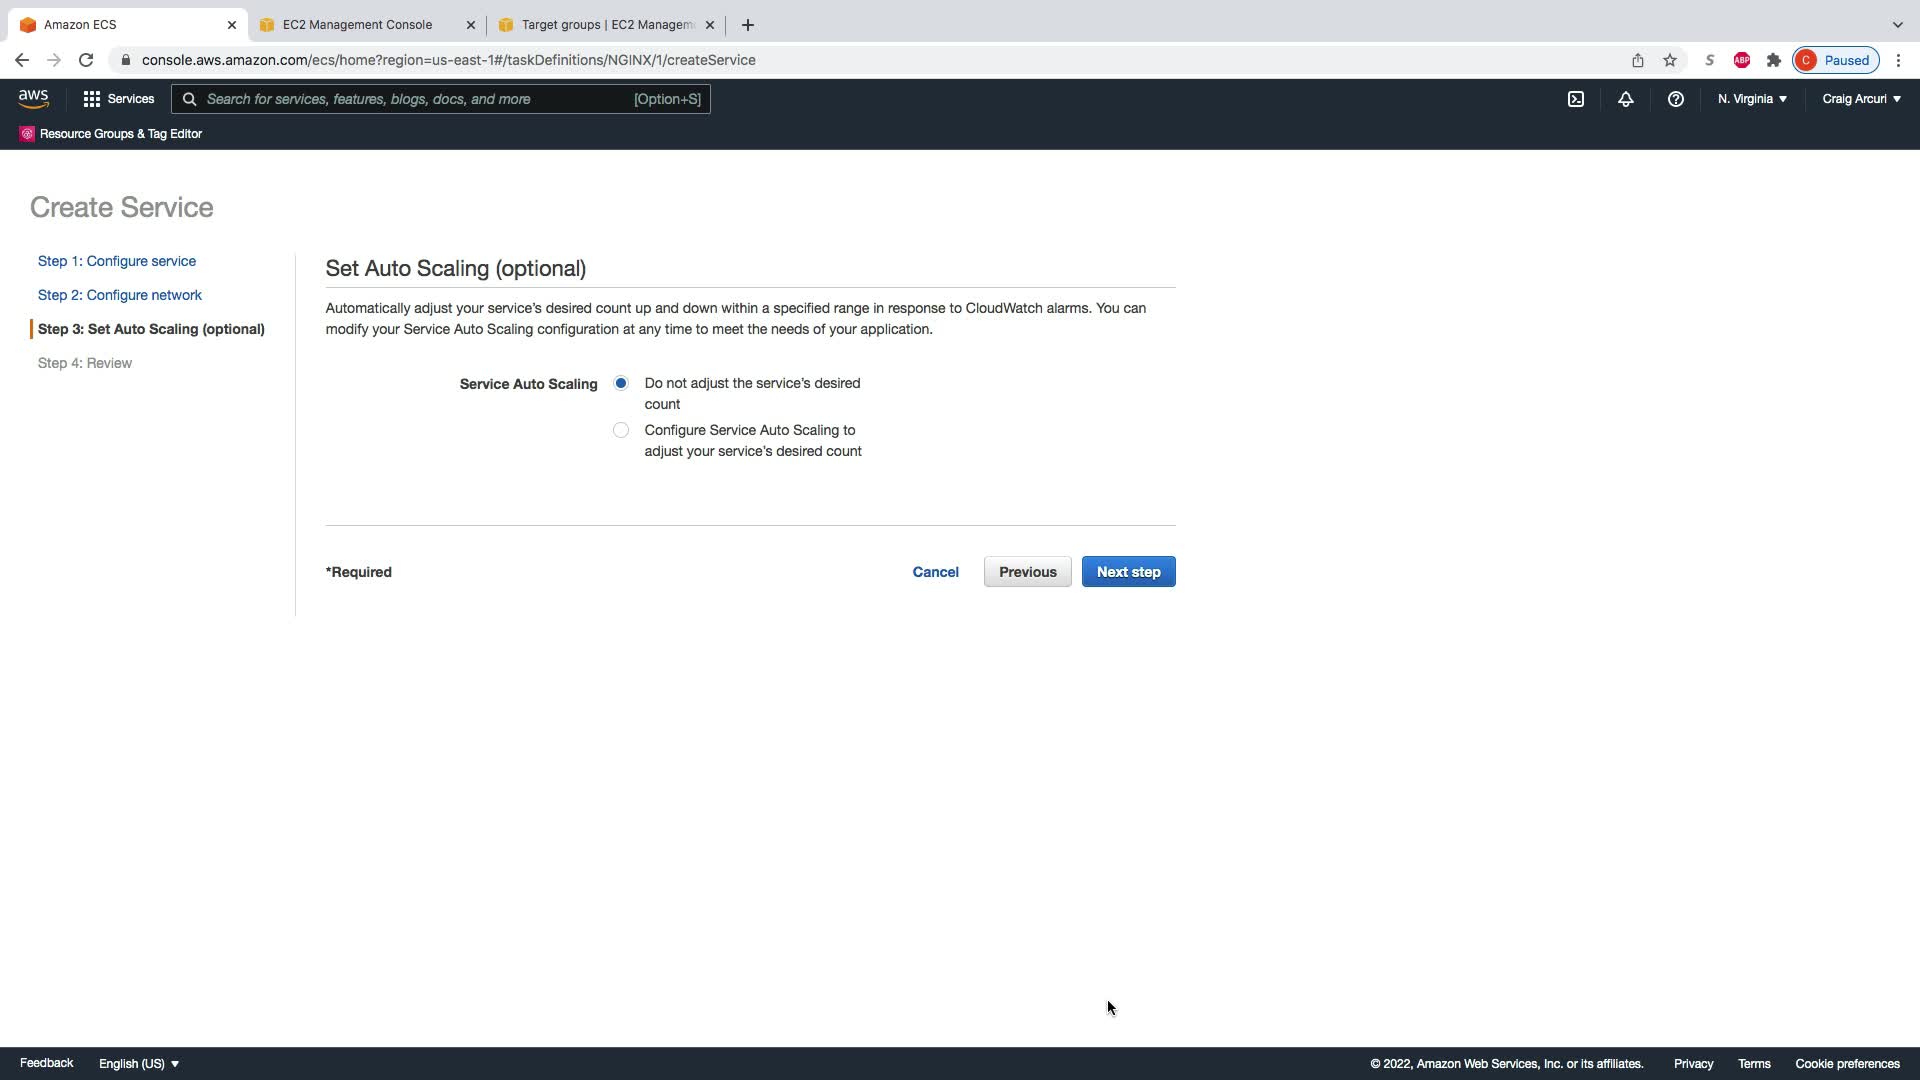 Amazon ECS
EC2 Management Console
Target groups | EC2 Managem
console.aws.amazon.com/ecs/home?region=us-east-1#/taskDefinitions/NGINX/1/createService
S
ABP
C
Paused
aws
Services
Search for services, features, blogs, docs, and more
[Option+S]
N. Virginia
Craig Arcuri
Resource Groups & Tag Editor
Create Service
Step 1: Configure service
Step 2: Configure network
Step 3: Set Auto Scaling (optional)
Step 4: Review
Set Auto Scaling (optional)
Automatically adjust your service’s desired count up and down within a specified range in response to CloudWatch alarms. You can
modify your Service Auto Scaling configuration at any time to meet the needs of your application.
Service Auto Scaling
Do not adjust the service’s desired
count
Configure Service Auto Scaling to
adjust your service’s desired count
*Required
Cancel
Previous
Next step
Feedback
English (US)
© 2022, Amazon Web Services, Inc. or its affiliates.
Privacy
Terms
Cookie preferences